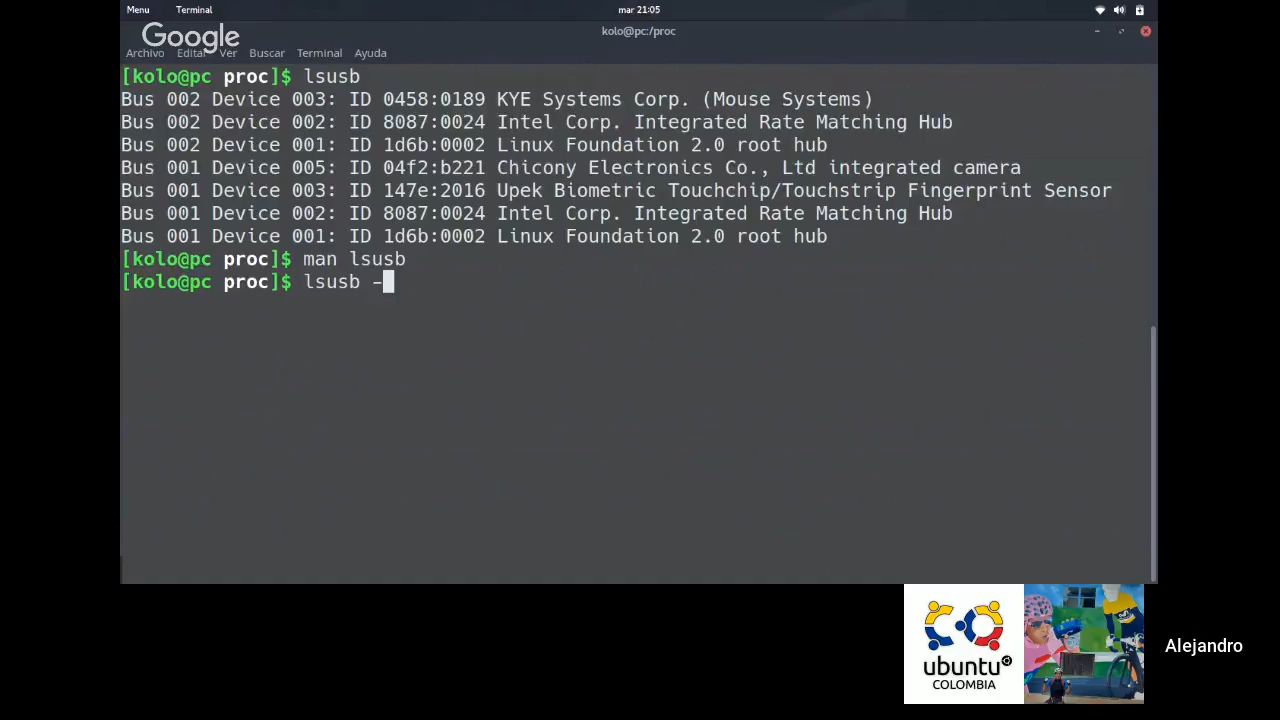 Menu Terminal mar 21:05
Google
kolo@pc:/proc
Archivo Editar Ver Buscar Terminal Ayuda
[kolo@pc proc]$ lsusb
Bus 002 Device 003: ID 0458:0189 KYE Systems Corp. (Mouse Systems)
Bus 002 Device 002: ID 8087:0024 Intel Corp. Integrated Rate Matching Hub
Bus 002 Device 001: ID 1d6b:0002 Linux Foundation 2.0 root hub
Bus 001 Device 005: ID 04f2:b221 Chicony Electronics Co., Ltd integrated camera
Bus 001 Device 003: ID 147e:2016 Upek Biometric Touchchip/Touchstrip Fingerprint Sensor
Bus 001 Device 002: ID 8087:0024 Intel Corp. Integrated Rate Matching Hub
Bus 001 Device 001: ID 1d6b:0002 Linux Foundation 2.0 root hub
[kolo@pc proc]$ man lsusb
[kolo@pc proc]$ lsusb -
ubuntu
COLOMBIA
Alejandro